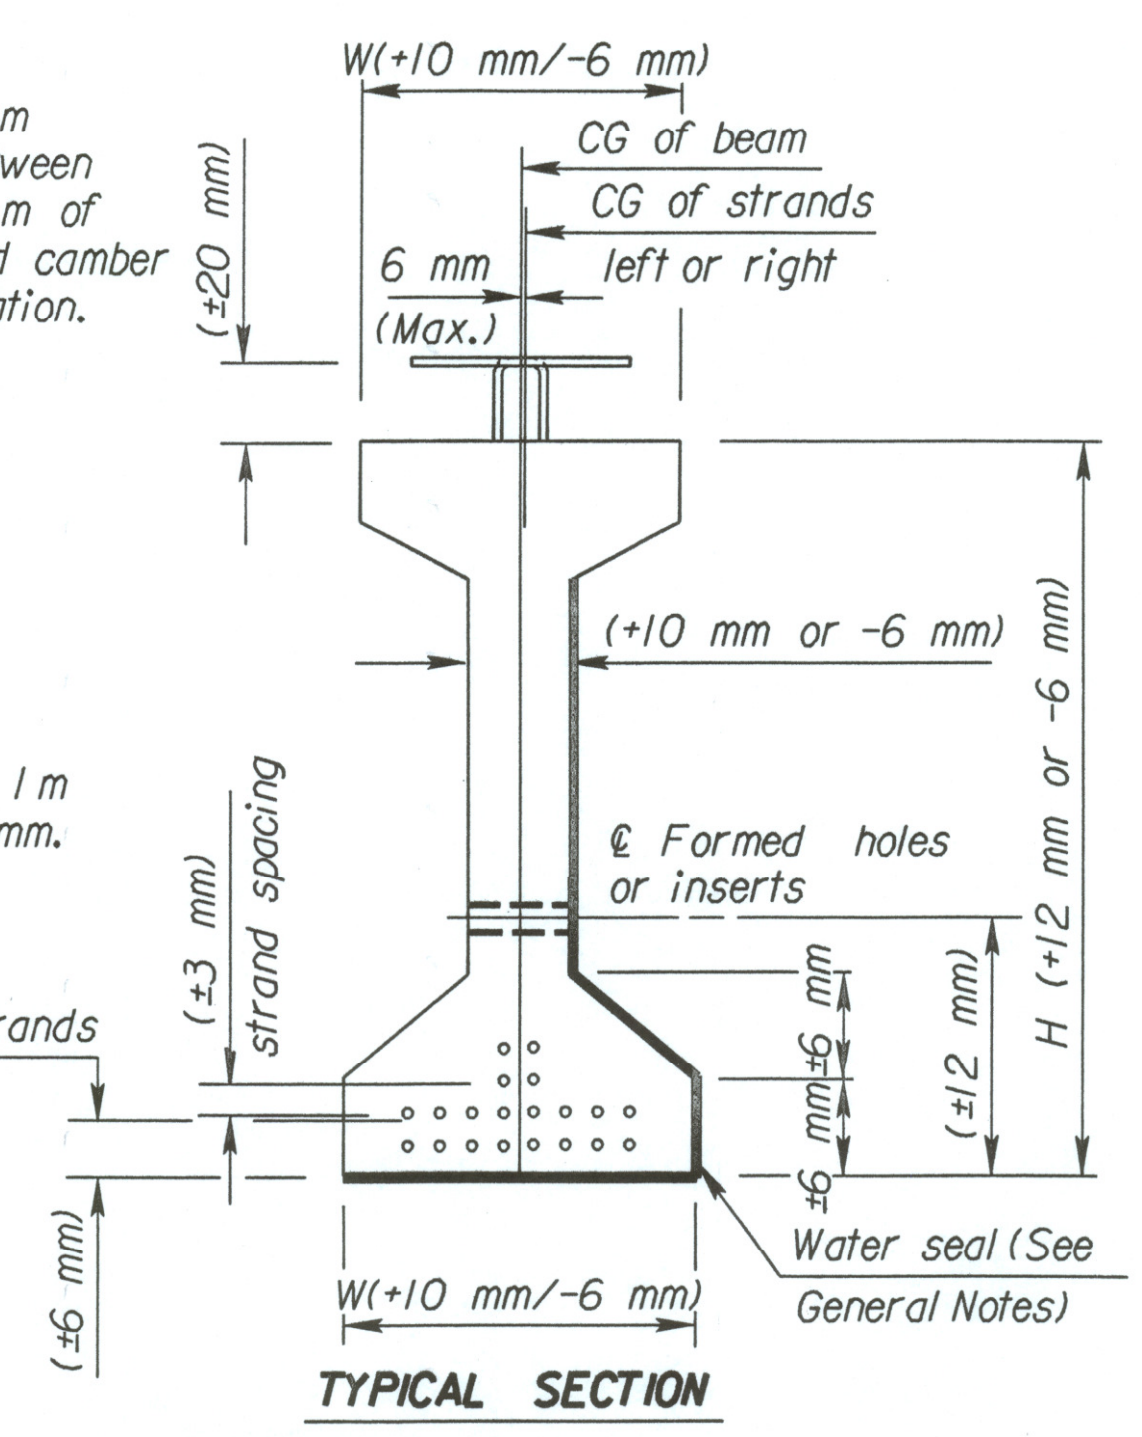 W(+10 mm/-6 mm)
m
ween
m of
d camber
ation.
(±20 mm)
CG of beam
CG of strands
left or right
6 mm
(Max.)
(+10 mm or -6 mm)
H (+12 mm or -6 mm)
1 m
mm.
(±3 mm)
strand spacing
℄ Formed holes
or inserts
(±12 mm)
±6 mm
±6 mm
rands
(±6 mm)
Water seal (See
General Notes)
W(+10 mm/-6 mm)
TYPICAL SECTION